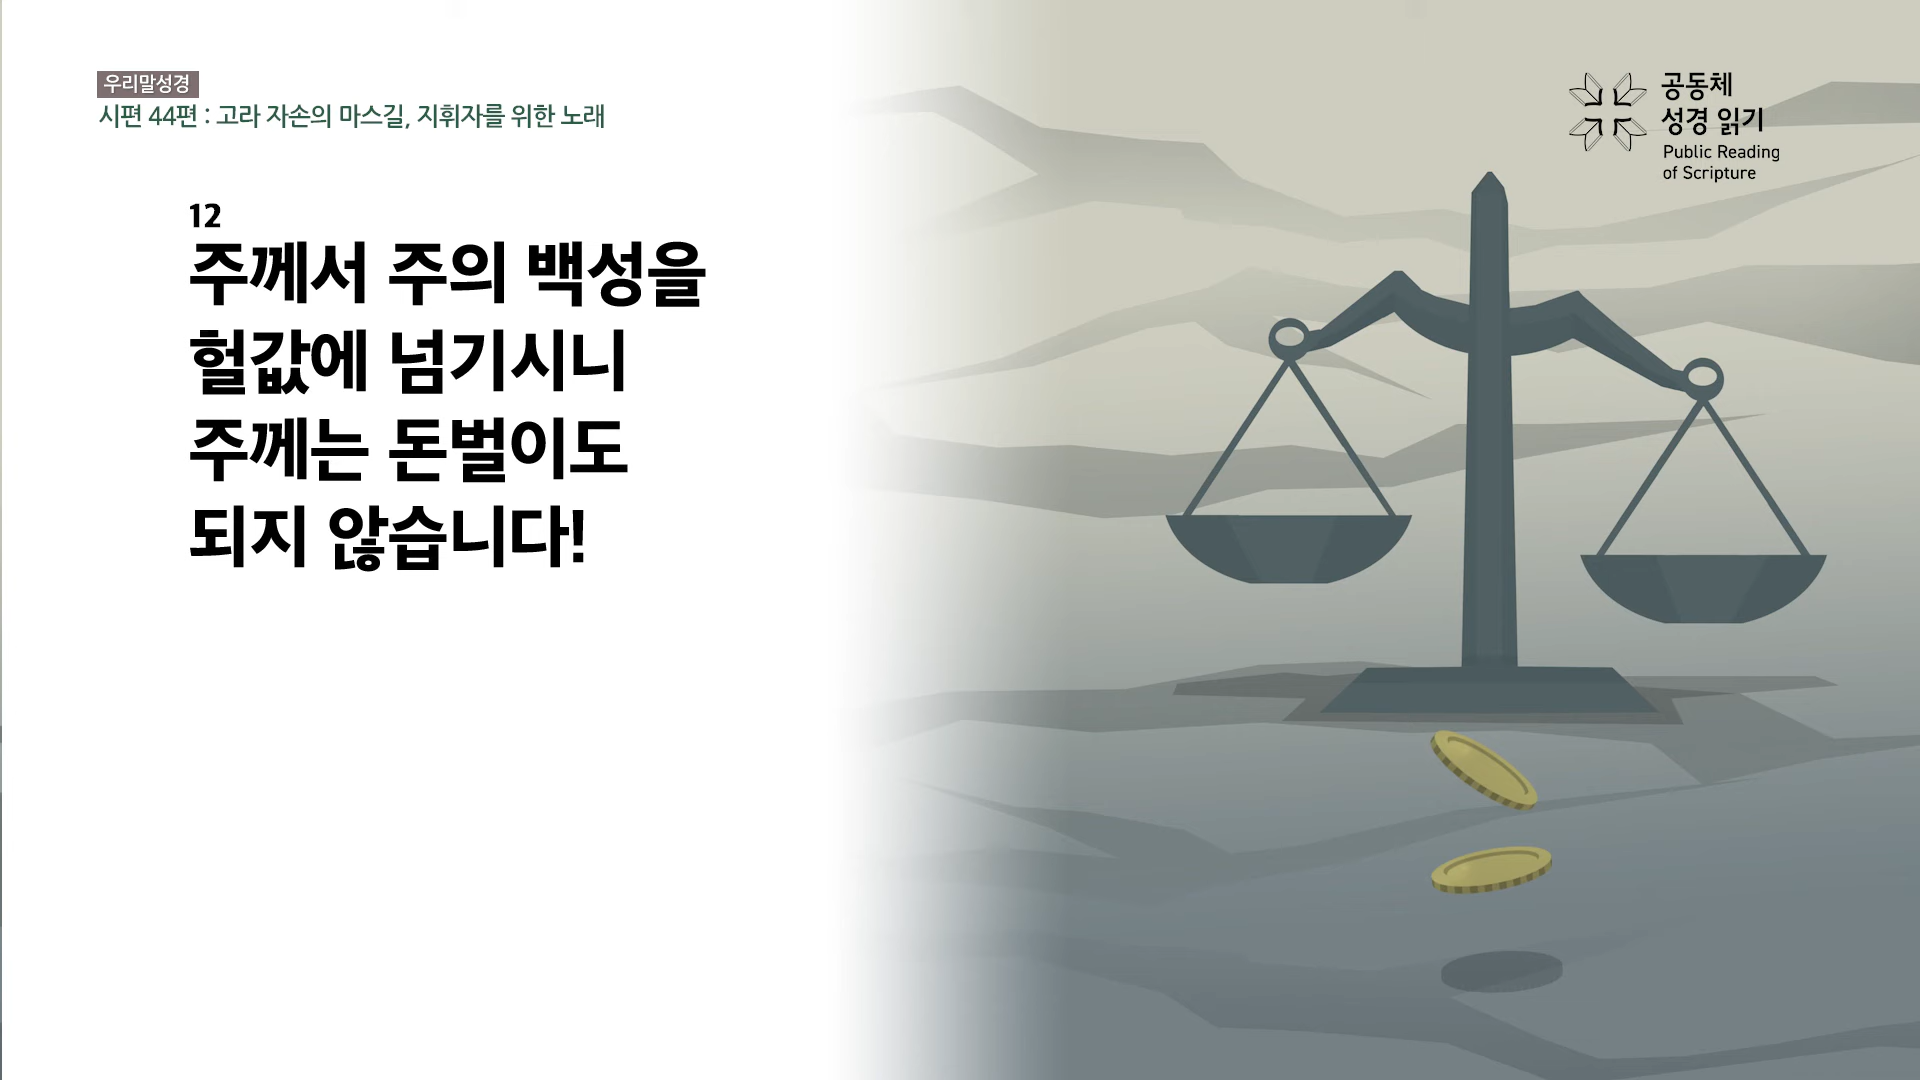 우리말성경
시편 44편 : 고라 자손의 마스길, 지휘자를 위한 노래
공동체
성경 읽기
Public Reading
of Scripture
12
주께서 주의 백성을
헐값에 넘기시니
주께는 돈벌이도
되지 않습니다!